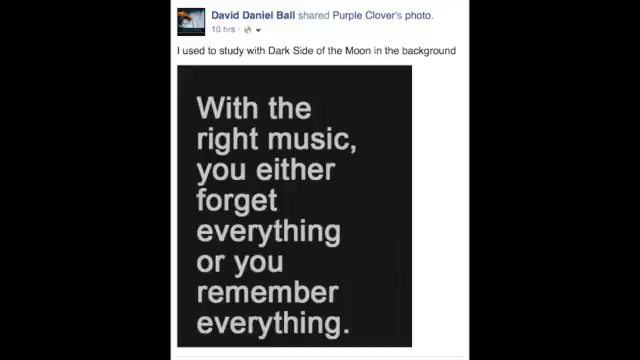 David Daniel Ball shared Purple Clover's photo.
10 hrs ·
I used to study with Dark Side of the Moon in the background
With the
right music,
you either
forget
everything
or you
remember
everything.